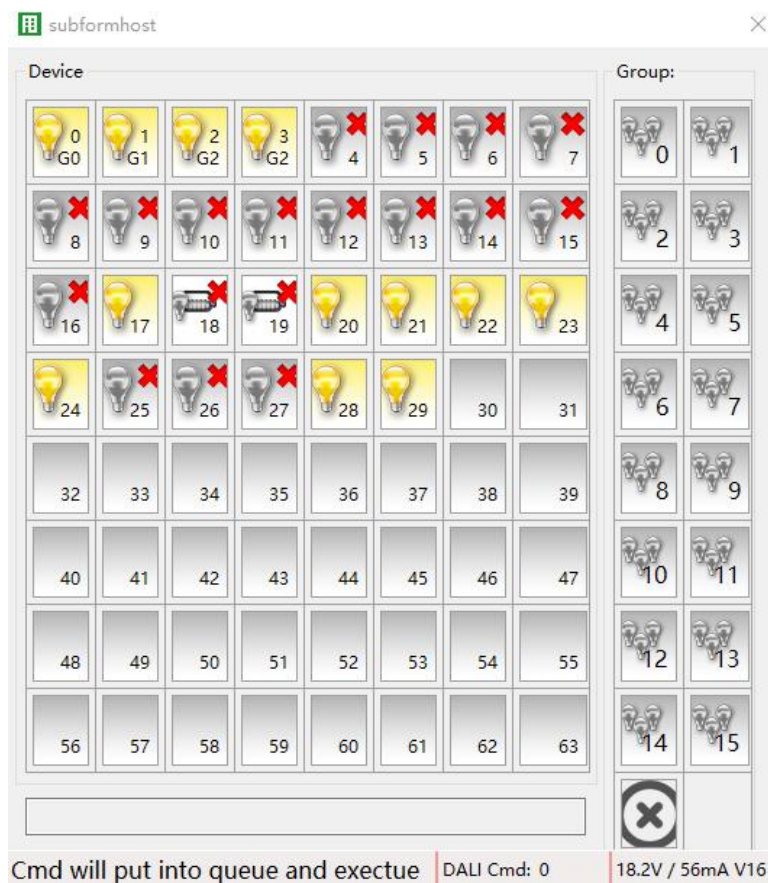 subformhost
Device Group:
0 1 2 3 4 5 6 7 0 1
G0 G1 G2 G2
8 9 10 11 12 13 14 15 2 3
16 17 18 19 20 21 22 23 4 5
24 25 26 27 28 29 30 31 6 7
32 33 34 35 36 37 38 39 8 9
40 41 42 43 44 45 46 47 10 11
48 49 50 51 52 53 54 55 12 13
56 57 58 59 60 61 62 63 14 15
Cmd will put into queue and exectue DALI Cmd: 0 18.2V / 56mA V16